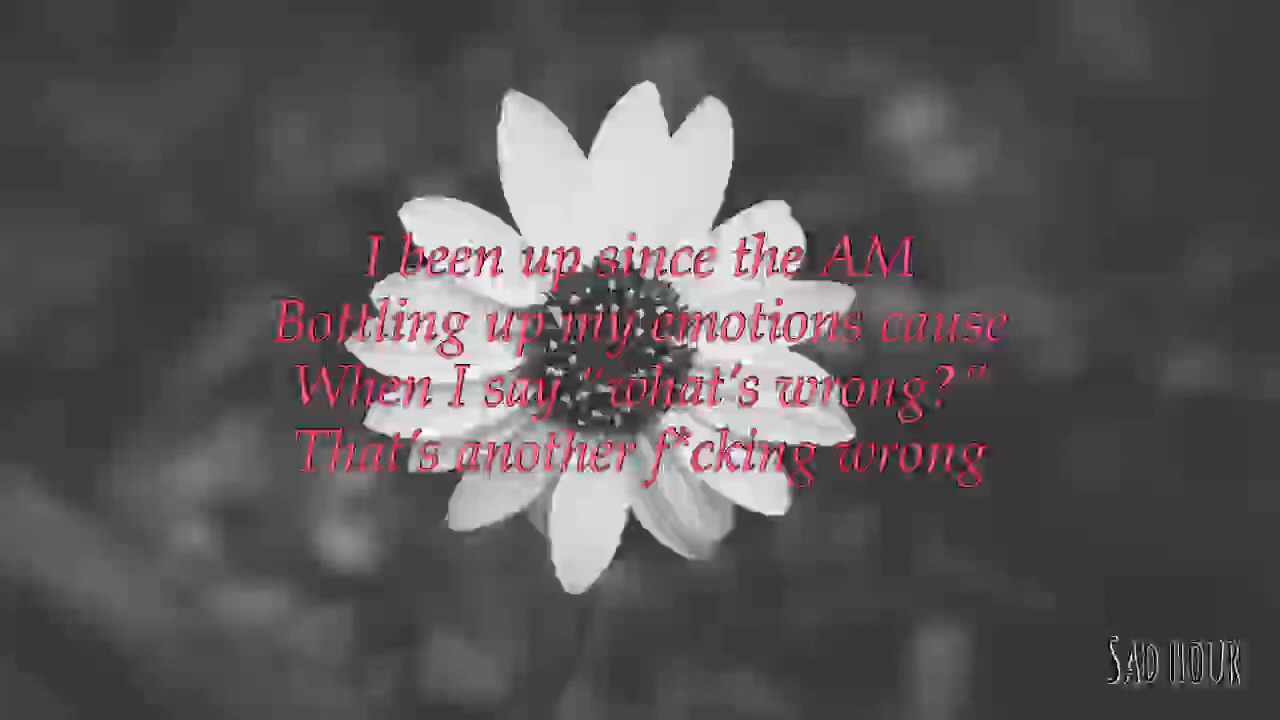 I been up since the AM
Bottling up my emotions cause
When I say "what's wrong?"
That's another f*cking wrong
SAD HOUR